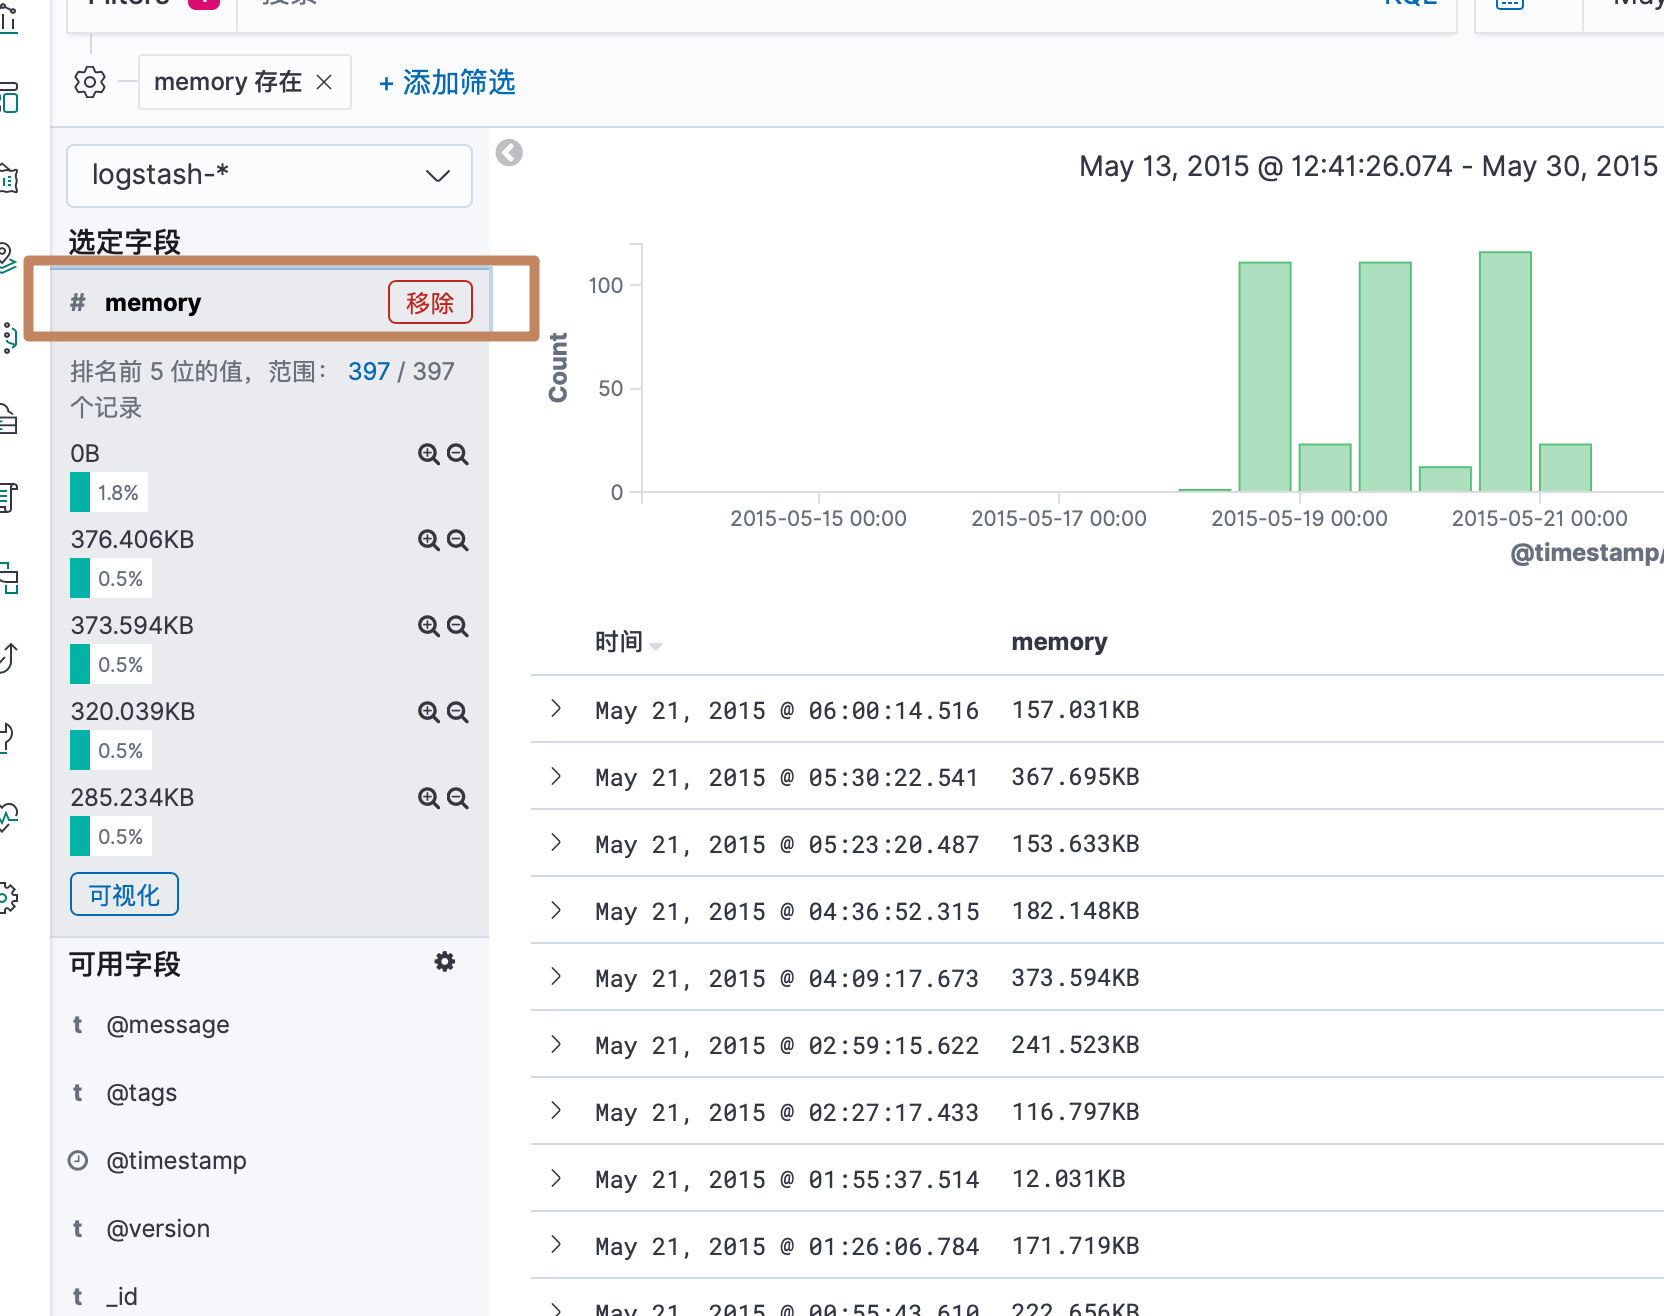 Filters 1 搜索 KQL May
memory 存在 × + 添加筛选
logstash-*
May 13, 2015 @ 12:41:26.074 - May 30, 2015
选定字段
# memory 移除
排名前 5 位的值，范围： 397 / 397
个记录
0B
1.8%
376.406KB
0.5%
373.594KB
0.5%
320.039KB
0.5%
285.234KB
0.5%
可视化
可用字段
t @message
t @tags
@timestamp
t @version
t _id
Count
100
50
0
2015-05-15 00:00 2015-05-17 00:00 2015-05-19 00:00 2015-05-21 00:00
@timestamp/
时间 memory
May 21, 2015 @ 06:00:14.516 157.031KB
May 21, 2015 @ 05:30:22.541 367.695KB
May 21, 2015 @ 05:23:20.487 153.633KB
May 21, 2015 @ 04:36:52.315 182.148KB
May 21, 2015 @ 04:09:17.673 373.594KB
May 21, 2015 @ 02:59:15.622 241.523KB
May 21, 2015 @ 02:27:17.433 116.797KB
May 21, 2015 @ 01:55:37.514 12.031KB
May 21, 2015 @ 01:26:06.784 171.719KB
May 21, 2015 @ 00:55:43.610 222.656KB